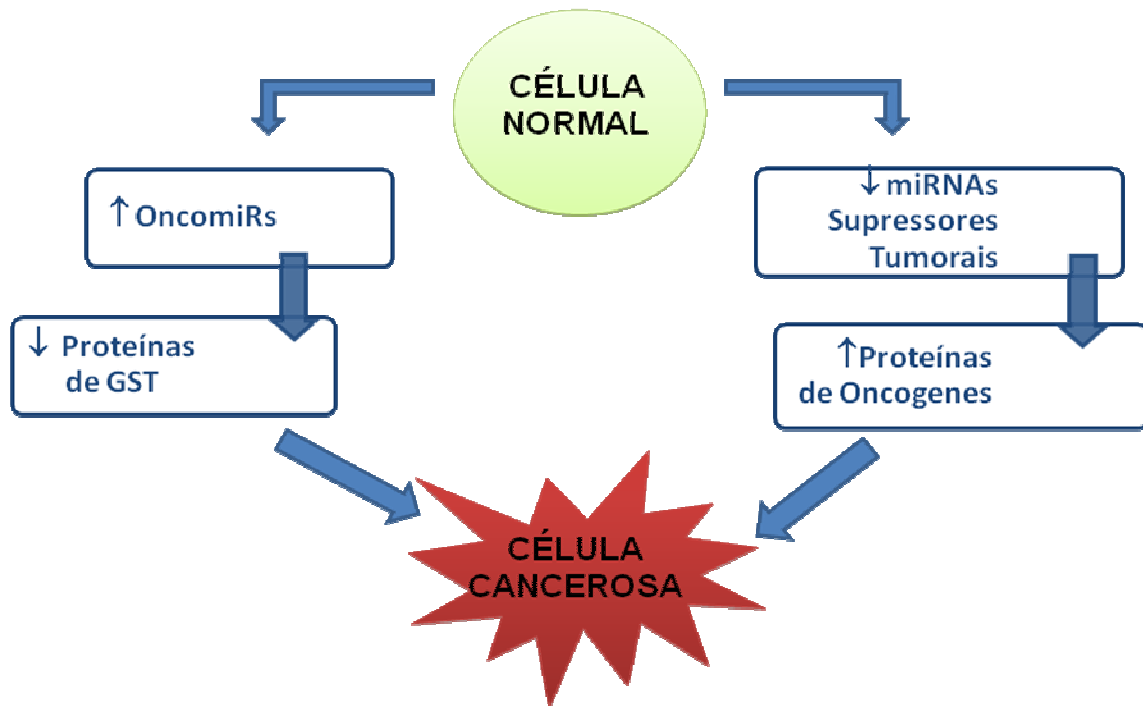 CÉLULA
NORMAL
↑ OncomiRs
↓ Proteínas
de GST
↓ miRNAs
Supressores
Tumorais
↑Proteínas
de Oncogenes
CÉLULA
CANCEROSA